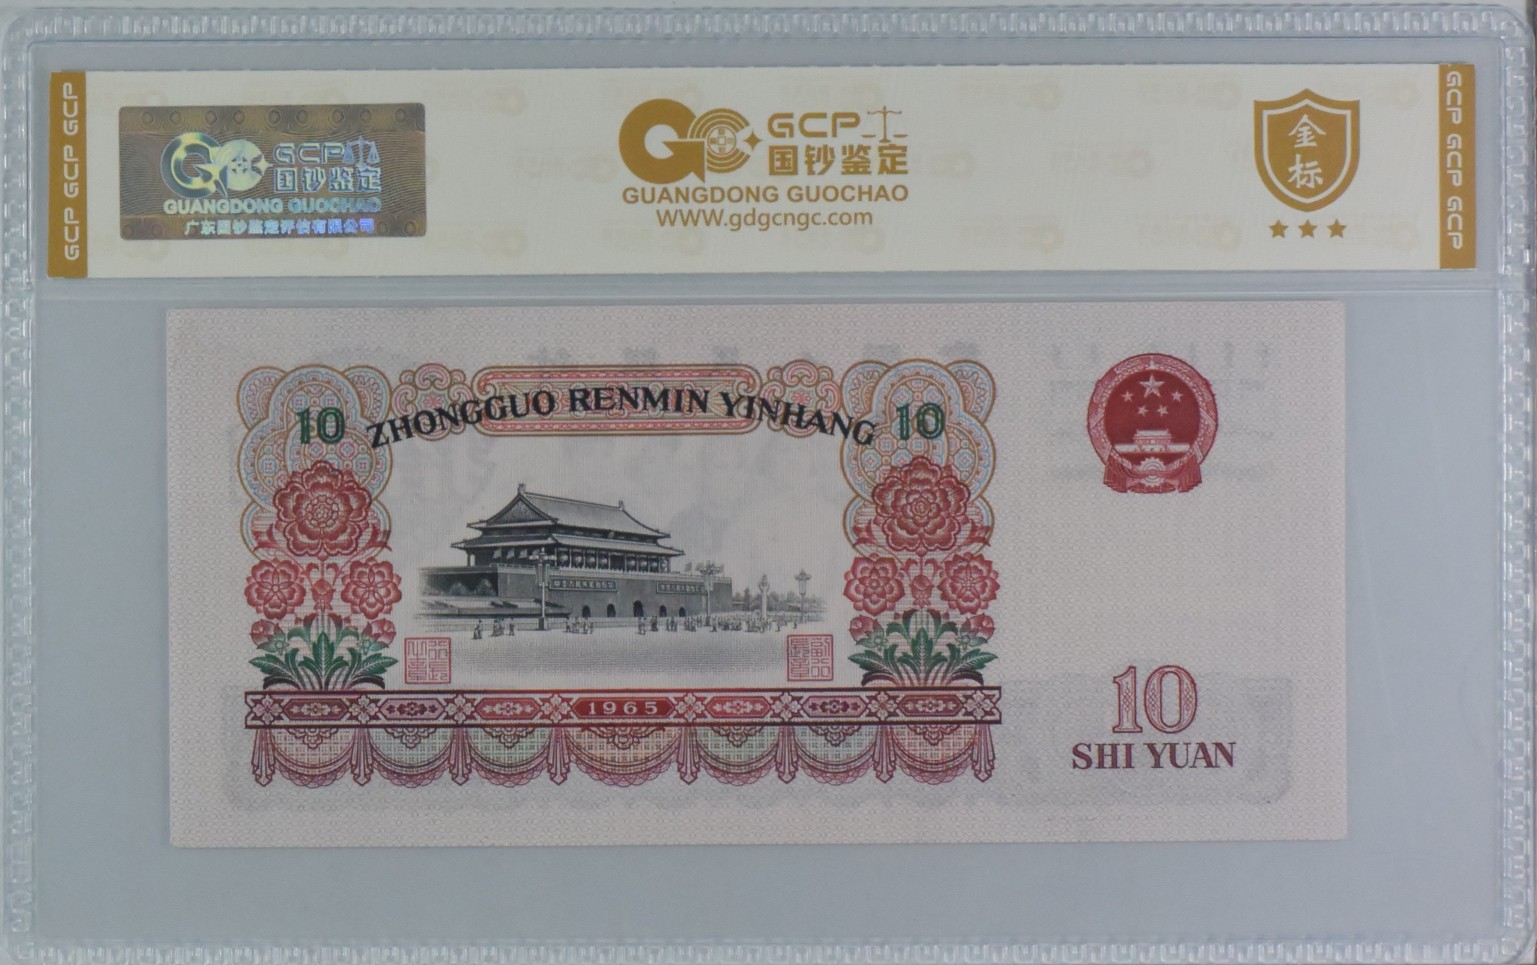 GCP GCP GCP
GCP
国钞鉴定
GUANGDONG GUOCHAO
广东国钞鉴定评估有限公司
GCP
国钞鉴定
GUANGDONG GUOCHAO
WWW.gdgcngc.com
金标
GCP GCP GCP
10 ZHONGGUO RENMIN YINHANG 10
1965
10
SHI YUAN